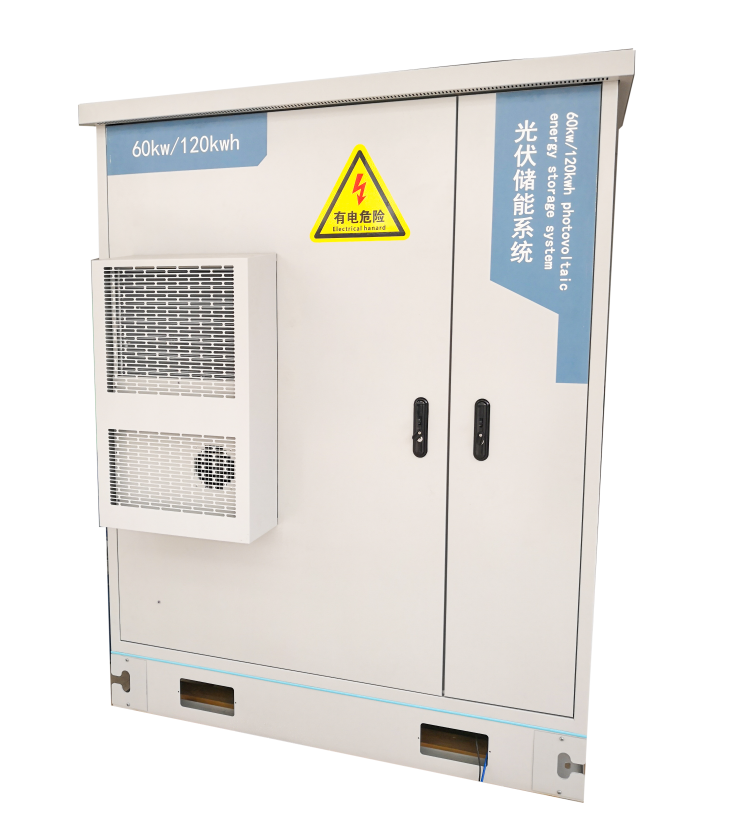 60kw/120kwh
有电危险
Electrical hanard
60kw/120kwh photovoltaic
energy storage system
光伏储能系统